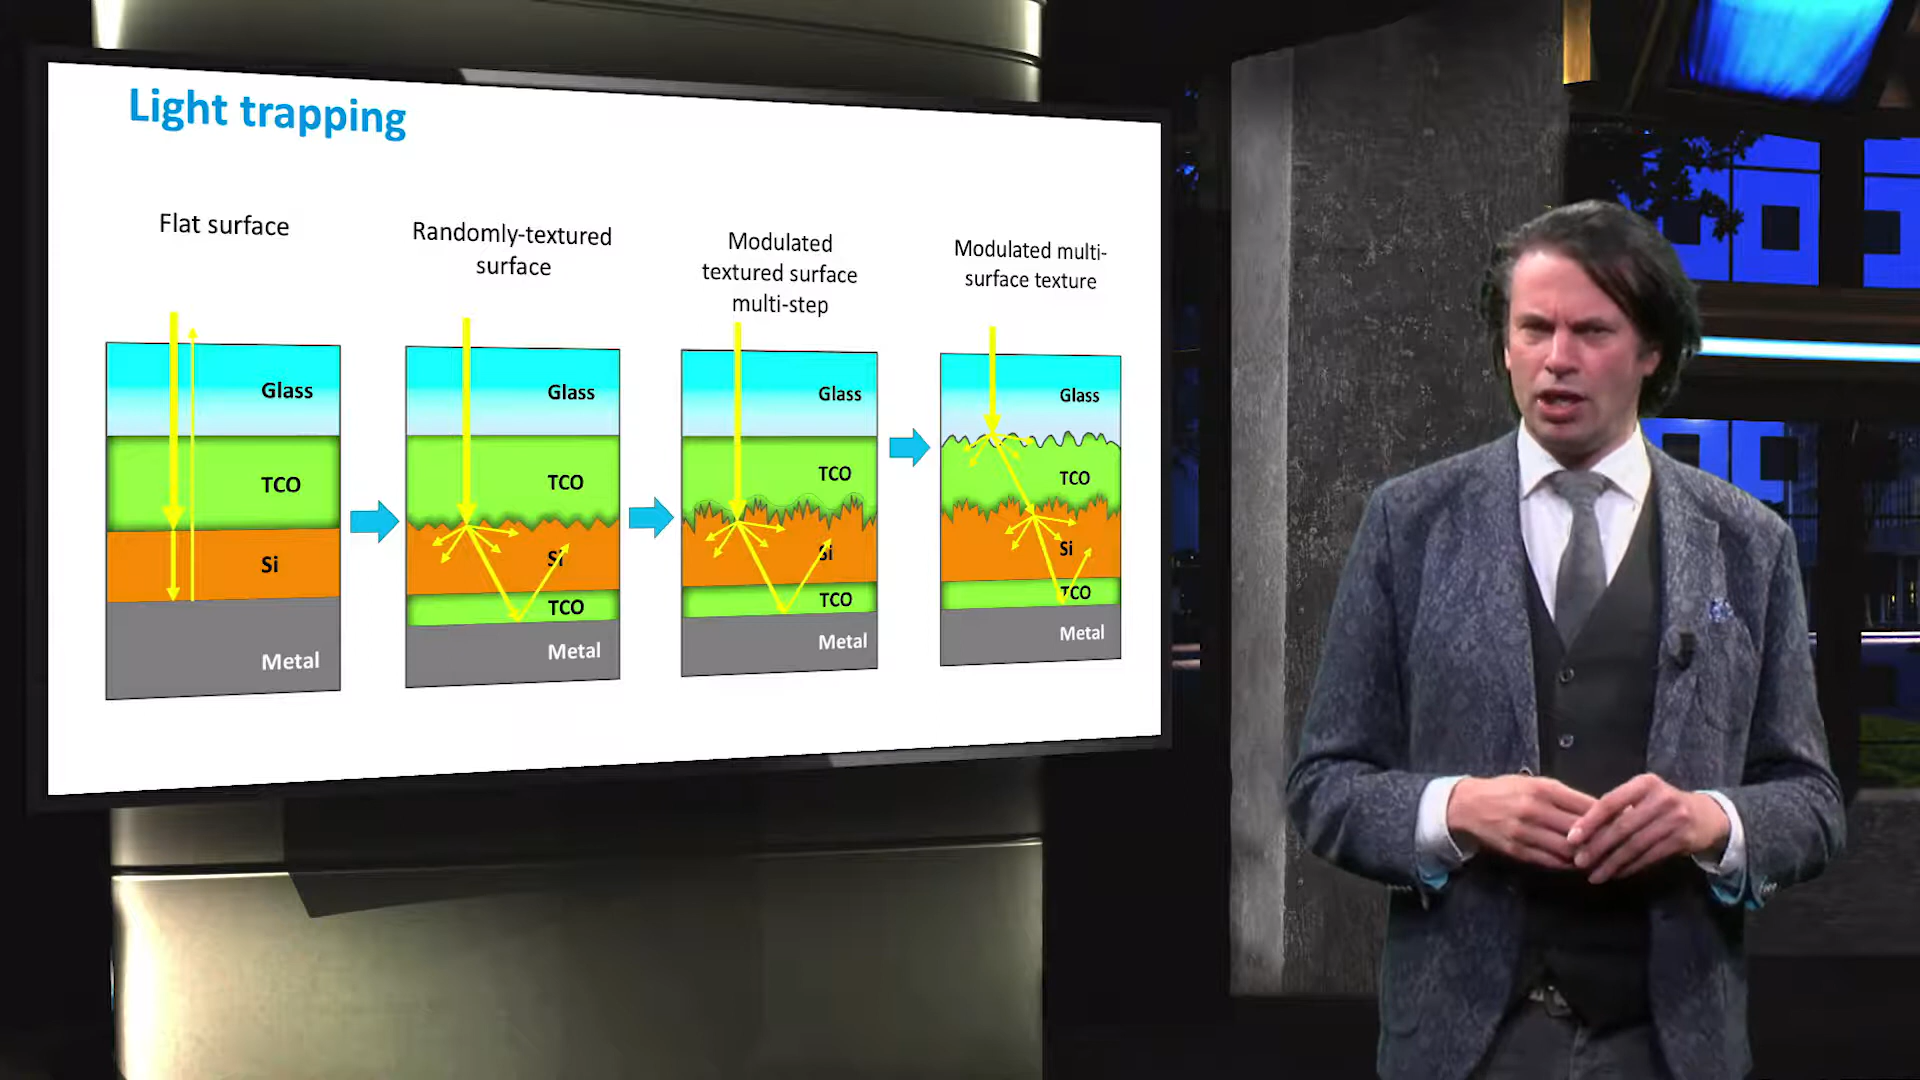 Light trapping
Flat surface
Randomly-textured
surface
Modulated
textured surface
multi-step
Modulated multi-
surface texture
Glass
TCO
Si
Metal
Glass
TCO
Si
TCO
Metal
Glass
TCO
Si
TCO
Metal
Glass
TCO
Si
TCO
Metal